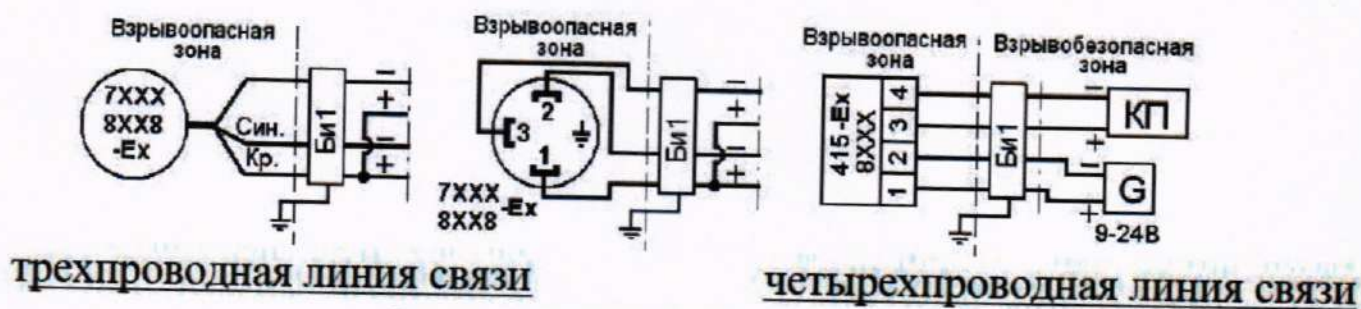 Взрывоопасная
зона
7XXX
8XX8
-Ex
Син.
Кр.
Би1
−
+
−
+
Взрывоопасная
зона
2
3
1
7XXX
8XX8
-Ex
Би1
−
+
−
+
Взрывоопасная
зона
Взрывобезопасная
зона
415-Ex
8XXX
4
3
2
1
Би1
−
+
КП
−
+
G
9-24В
трехпроводная линия связи
четырехпроводная линия связи